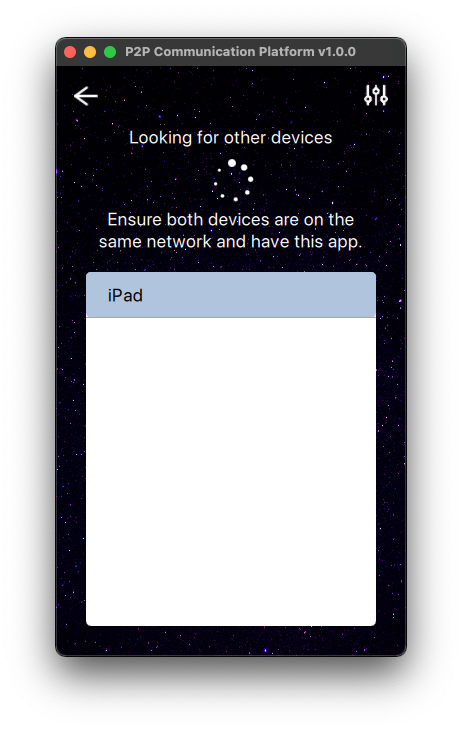 P2P Communication Platform v1.0.0
Looking for other devices
Ensure both devices are on the
same network and have this app.
iPad